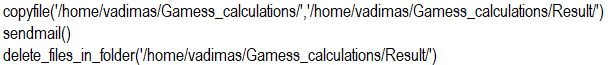 copyfile('/home/vadimas/Gamess_calculations/','/home/vadimas/Gamess_calculations/Result/')
sendmail()
delete_files_in_folder('/home/vadimas/Gamess_calculations/Result/')